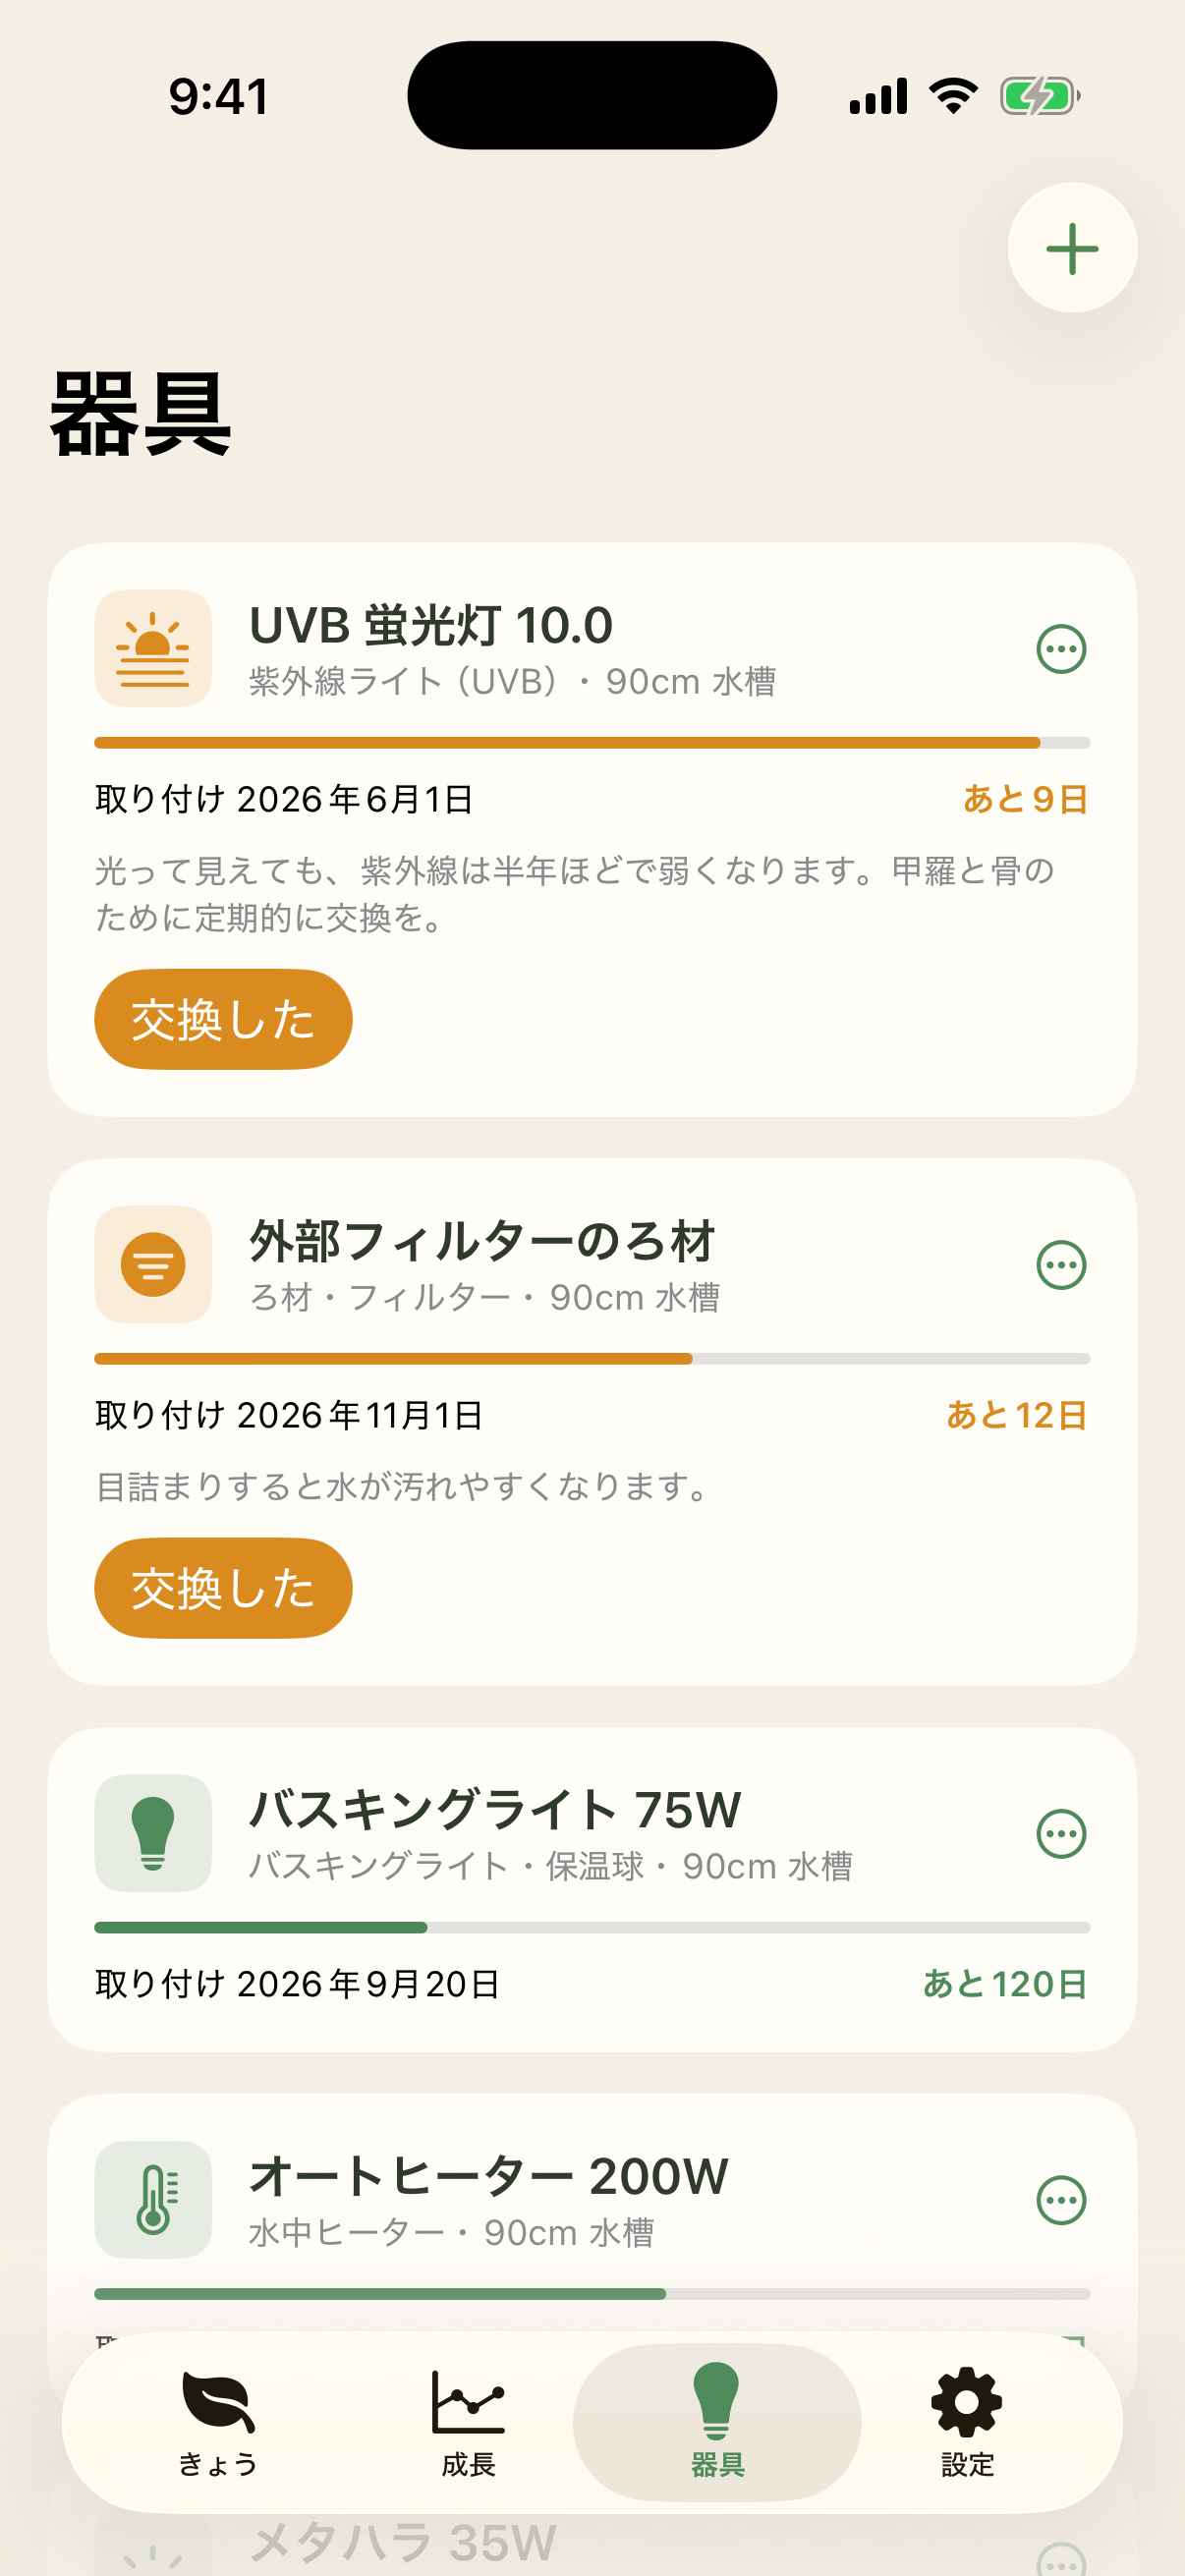 9:41
器具
UVB 蛍光灯 10.0
紫外線ライト（UVB）・90cm 水槽
取り付け 2026年6月1日
あと9日
光って見えても、紫外線は半年ほどで弱くなります。甲羅と骨の
ために定期的に交換を。
交換した
外部フィルターのろ材
ろ材・フィルター・90cm 水槽
取り付け 2026年11月1日
あと12日
目詰まりすると水が汚れやすくなります。
交換した
バスキングライト 75W
バスキングライト・保温球・90cm 水槽
取り付け 2026年9月20日
あと120日
オートヒーター 200W
水中ヒーター・90cm 水槽
きょう
成長
器具
設定
メタハラ 35W